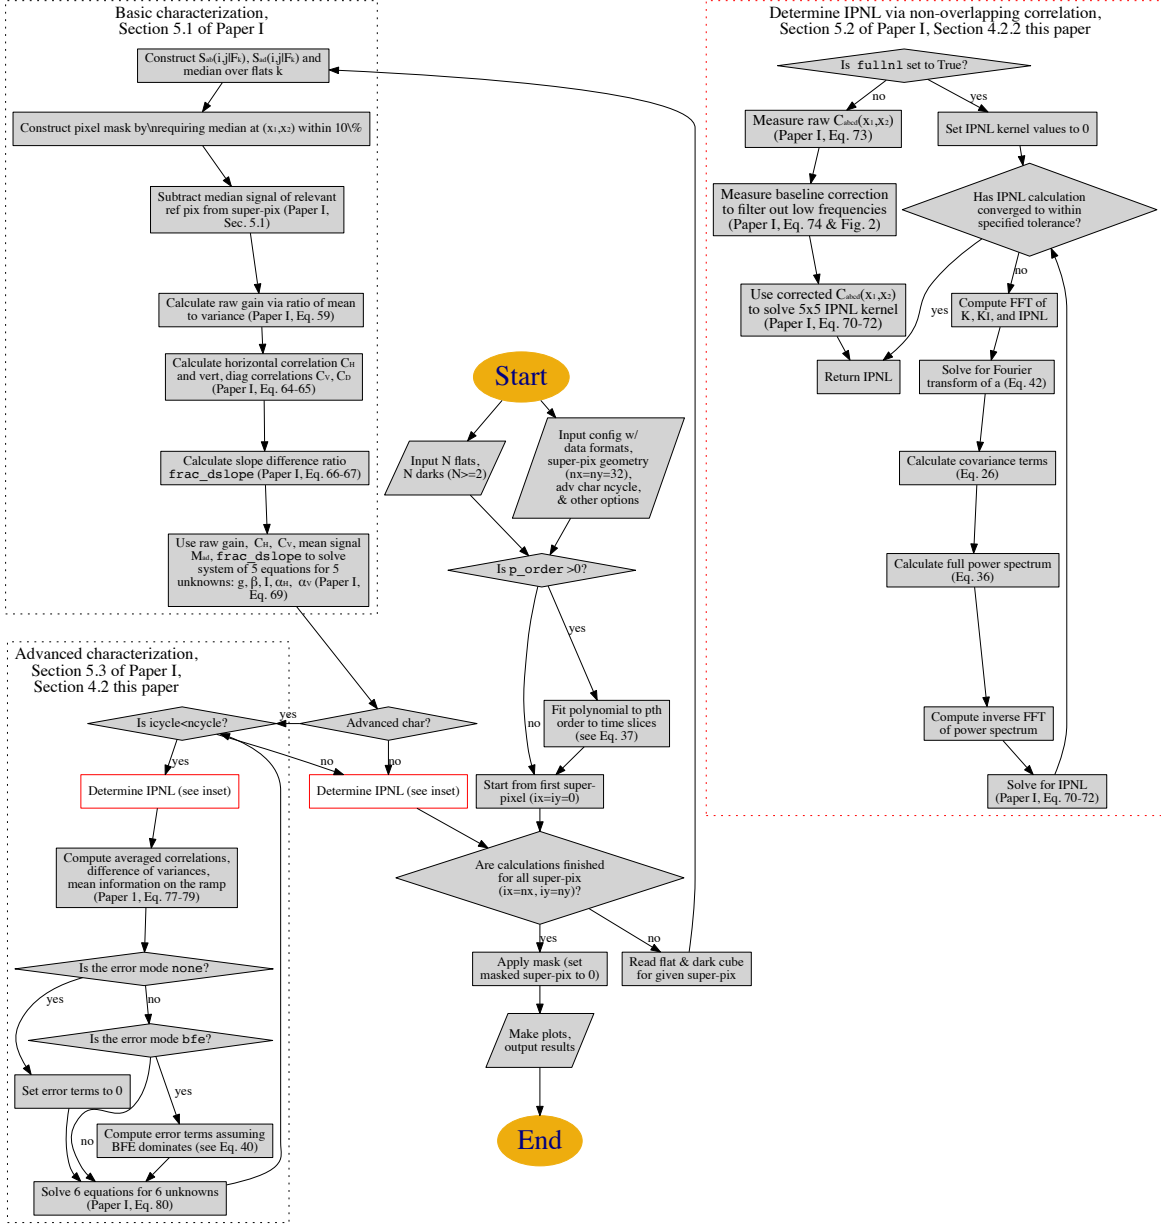 Basic characterization,
Section 5.1 of Paper I
Construct Sab(i,j|Fk), Sad(i,j|Fk) and
median over flats k
Construct pixel mask by\nrequiring median at (x1,x2) within 10\%
Subtract median signal of relevant
ref pix from super-pix (Paper I,
Sec. 5.1)
Calculate raw gain via ratio of mean
to variance (Paper I, Eq. 59)
Calculate horizontal correlation CH
and vert, diag correlations CV, CD
(Paper I, Eq. 64-65)
Calculate slope difference ratio
frac_dslope (Paper I, Eq. 66-67)
Use raw gain, CH, CV, mean signal
Mad, frac_dslope to solve
system of 5 equations for 5
unknowns: g, β, I, αH, αV (Paper I,
Eq. 69)
Advanced characterization,
Section 5.3 of Paper I,
Section 4.2 this paper
Is icycle<ncycle?
yes
Advanced char?
yes
no
no
Determine IPNL (see inset)
Determine IPNL (see inset)
Compute averaged correlations,
difference of variances,
mean information on the ramp
(Paper 1, Eq. 77-79)
Is the error mode none?
yes
no
Is the error mode bfe?
yes
Set error terms to 0
no
Compute error terms assuming
BFE dominates (see Eq. 40)
Solve 6 equations for 6 unknowns
(Paper I, Eq. 80)
Start
Input N flats,
N darks (N>=2)
Input config w/
data formats,
super-pix geometry
(nx=ny=32),
adv char ncycle,
& other options
Is p_order >0?
yes
no
Fit polynomial to pth
order to time slices
(see Eq. 37)
Start from first super-
pixel (ix=iy=0)
Are calculations finished
for all super-pix
(ix=nx, iy=ny)?
yes
no
Apply mask (set
masked super-pix to 0)
Read flat & dark cube
for given super-pix
Make plots,
output results
End
Determine IPNL via non-overlapping correlation,
Section 5.2 of Paper I, Section 4.2.2 this paper
Is fullnl set to True?
no
yes
Measure raw Cabcd(x1,x2)
(Paper I, Eq. 73)
Set IPNL kernel values to 0
Measure baseline correction
to filter out low frequencies
(Paper I, Eq. 74 & Fig. 2)
Has IPNL calculation
converged to within
specified tolerance?
no
yes
Use corrected Cabcd(x1,x2)
to solve 5x5 IPNL kernel
(Paper I, Eq. 70-72)
Compute FFT of
K, KI, and IPNL
Return IPNL
Solve for Fourier
transform of a (Eq. 42)
Calculate covariance terms
(Eq. 26)
Calculate full power spectrum
(Eq. 36)
Compute inverse FFT
of power spectrum
Solve for IPNL
(Paper I, Eq. 70-72)